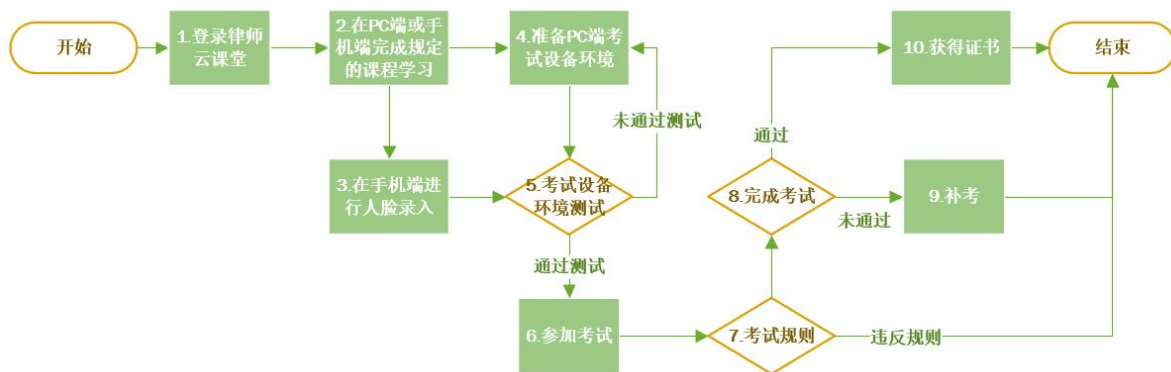 开始
1.登录律师
云课堂
2.在PC端或手
机端完成规定
的课程学习
4.准备PC端考
试设备环境
10.获得证书
结束
未通过测试
通过
3.在手机端进
行人脸录入
5.考试设备
环境测试
8.完成考试
9.补考
未通过
通过测试
6.参加考试
7.考试规则
违反规则